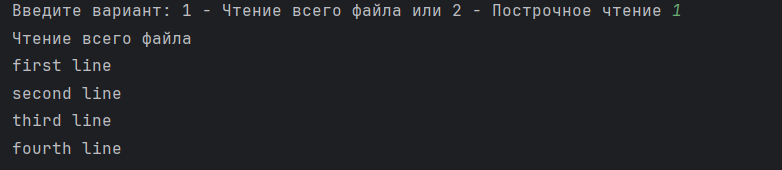 Введите вариант: 1 - Чтение всего файла или 2 - Построчное чтение 1
Чтение всего файла
first line
second line
third line
fourth line